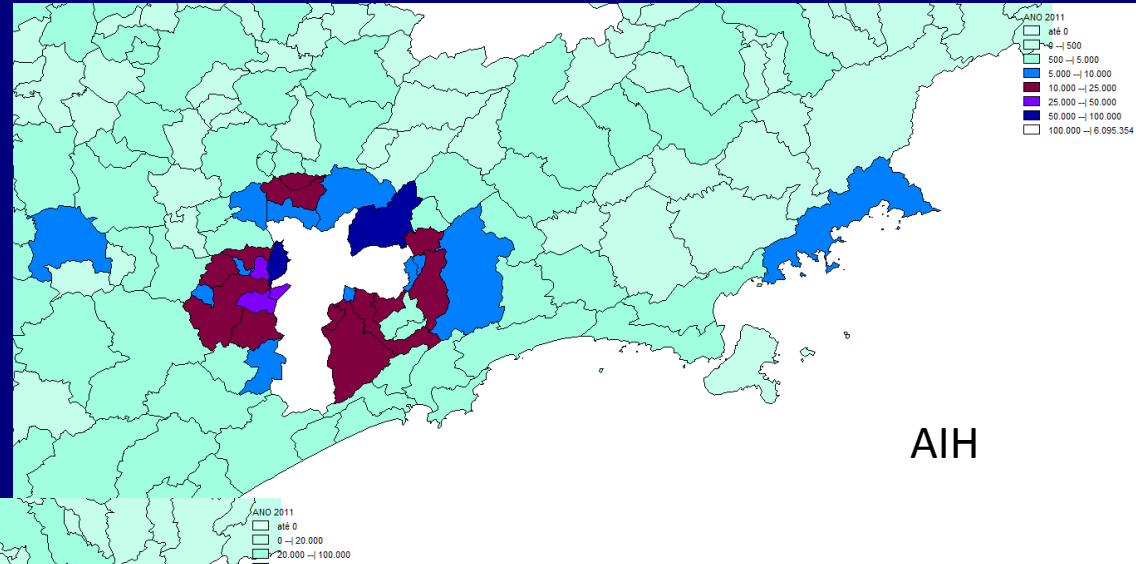 ANO 2011
até 0
0 --| 500
500 --| 5.000
5.000 --| 10.000
10.000 --| 25.000
25.000 --| 50.000
50.000 --| 100.000
100.000 --| 6.095.354
AIH
ANO 2011
até 0
0 --| 20.000
20.000 --| 100.000